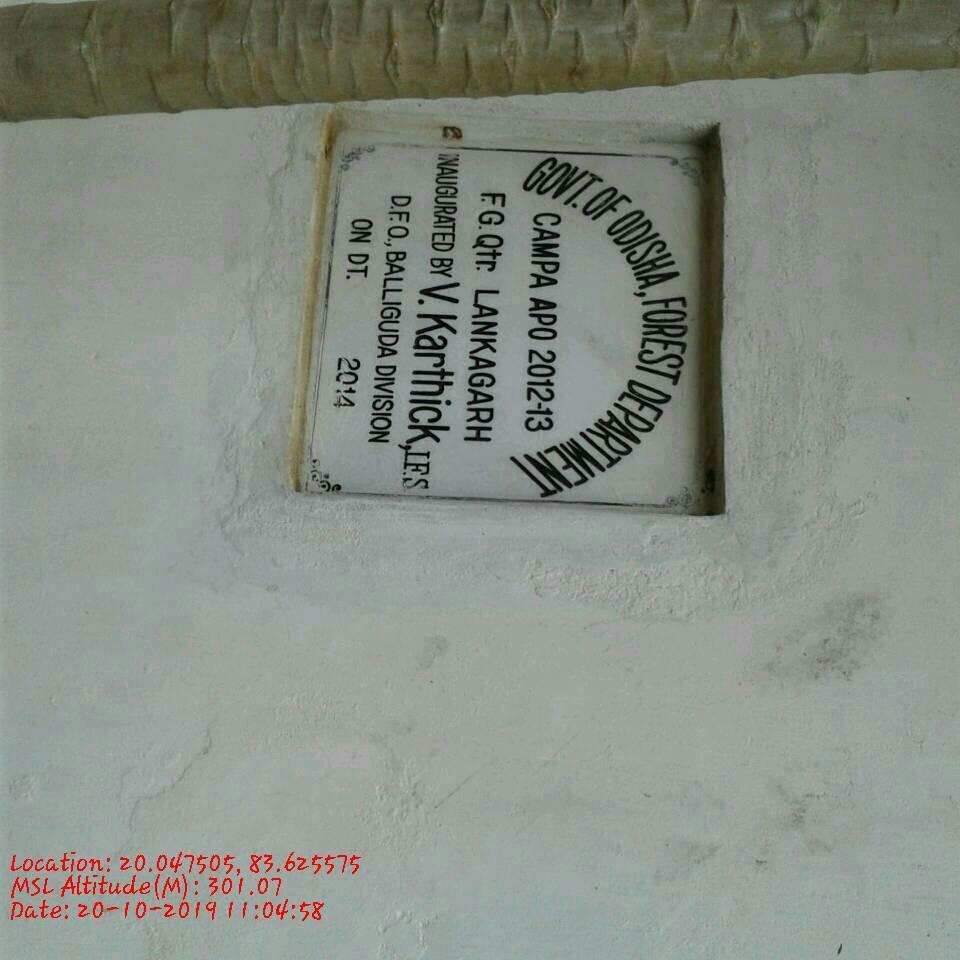 GOVT. OF ODISHA, FOREST DEPARTMENT
CAMPA APO 2012-13
F.G. Qtr. LANKAGARH
INAUGURATED BY V. Karthick, I.F.S
D.F.O., BALLIGUDA DIVISION
ON DT. 2014
Location: 20.047505, 83.625575
MSL Altitude(M): 301.07
Date: 20-10-2019 11:04:58